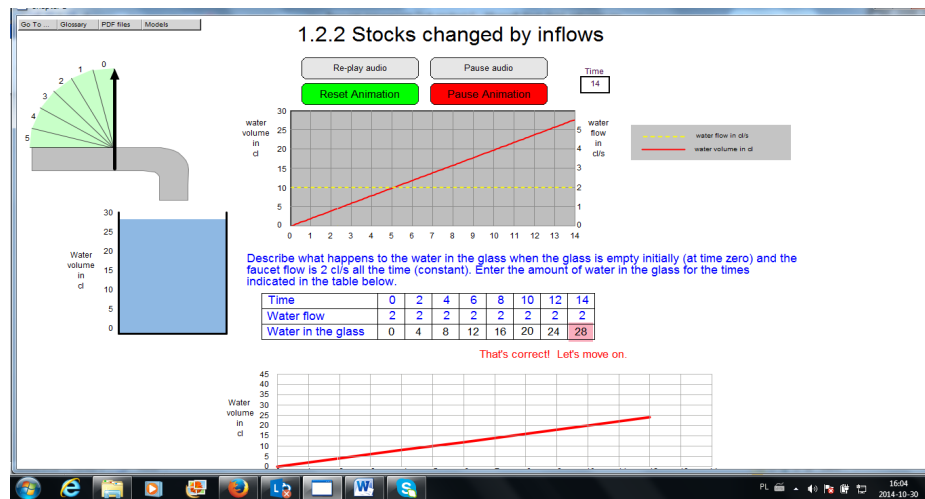 Go To ... Glossary PDF files Models
1.2.2 Stocks changed by inflows
Re-play audio Pause audio
Reset Animation Pause Animation
Time
14
0
1
2
3
4
5
water volume in cl
30
25
20
15
10
5
0
water flow in cl/s
5
4
3
2
1
0
0 1 2 3 4 5 6 7 8 9 10 11 12 13 14
water flow in cl/s
water volume in cl
Water volume in cl
30
25
20
15
10
5
0
Describe what happens to the water in the glass when the glass is empty initially (at time zero) and the
faucet flow is 2 cl/s all the time (constant). Enter the amount of water in the glass for the times
indicated in the table below.
Time 0 2 4 6 8 10 12 14
Water flow 2 2 2 2 2 2 2 2
Water in the glass 0 4 8 12 16 20 24 28
That's correct! Let's move on.
Water volume in cl
45
40
35
30
25
20
15
10
5
0
PL 16:04
2014-10-30